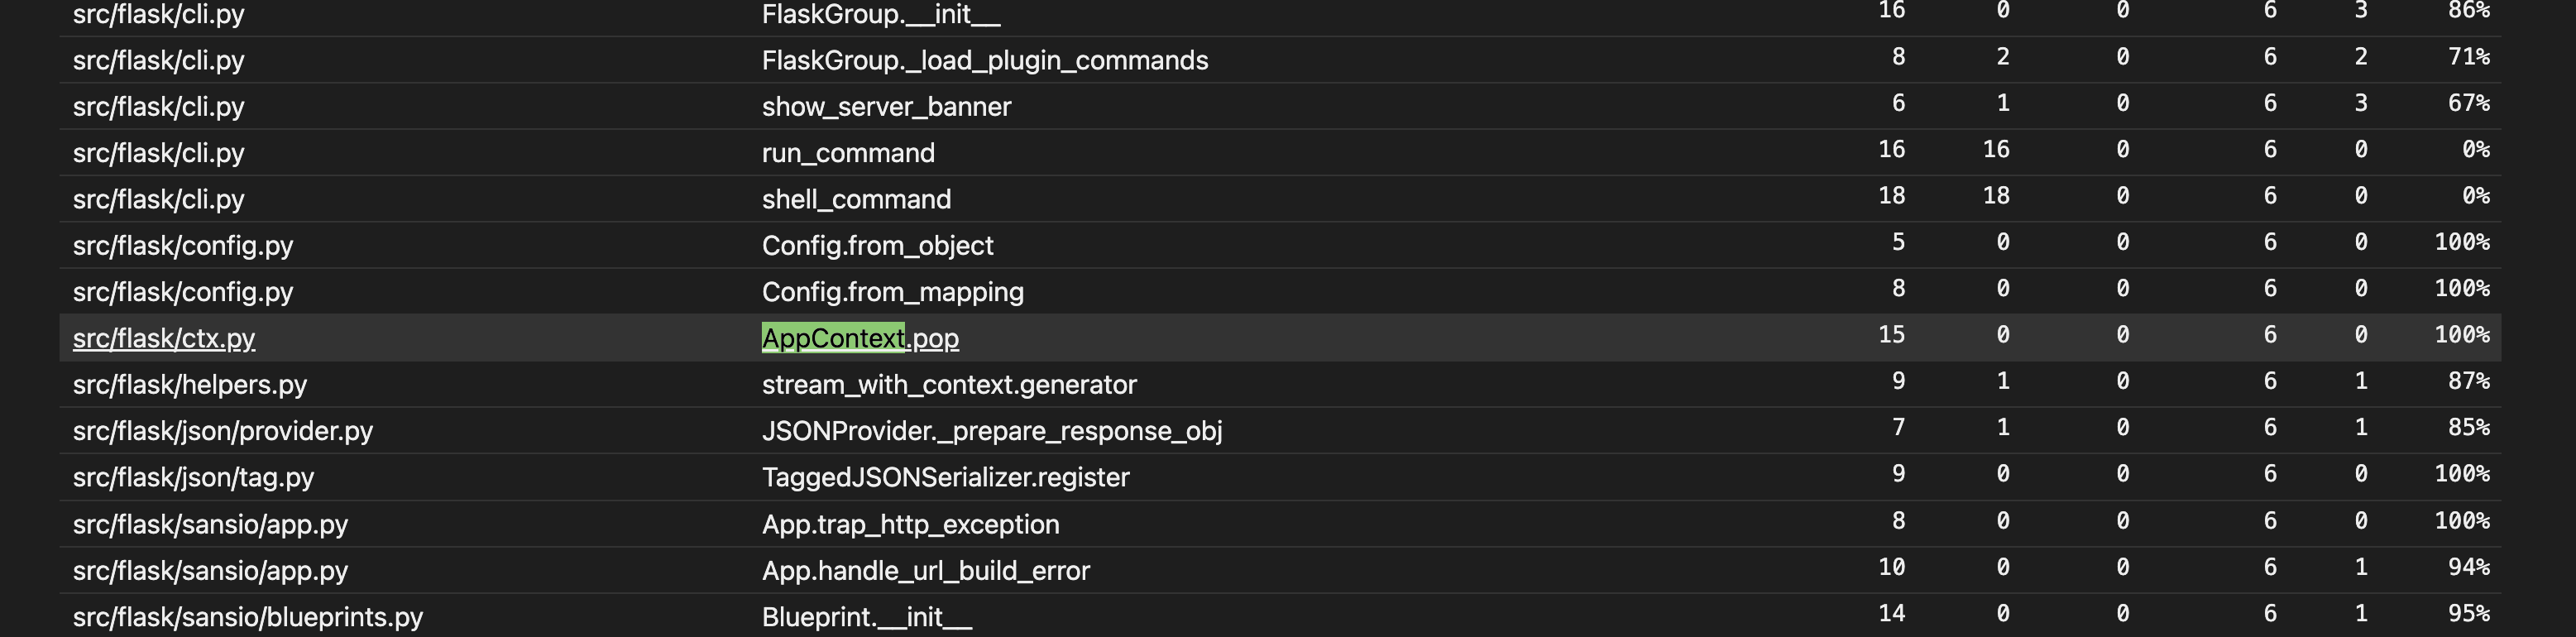 src/flask/cli.py FlaskGroup.__init__ 16 0 0 6 3 86%
src/flask/cli.py FlaskGroup._load_plugin_commands 8 2 0 6 2 71%
src/flask/cli.py show_server_banner 6 1 0 6 3 67%
src/flask/cli.py run_command 16 16 0 6 0 0%
src/flask/cli.py shell_command 18 18 0 6 0 0%
src/flask/config.py Config.from_object 5 0 0 6 0 100%
src/flask/config.py Config.from_mapping 8 0 0 6 0 100%
src/flask/ctx.py AppContext.pop 15 0 0 6 0 100%
src/flask/helpers.py stream_with_context.generator 9 1 0 6 1 87%
src/flask/json/provider.py JSONProvider._prepare_response_obj 7 1 0 6 1 85%
src/flask/json/tag.py TaggedJSONSerializer.register 9 0 0 6 0 100%
src/flask/sansio/app.py App.trap_http_exception 8 0 0 6 0 100%
src/flask/sansio/app.py App.handle_url_build_error 10 0 0 6 1 94%
src/flask/sansio/blueprints.py Blueprint.__init__ 14 0 0 6 1 95%